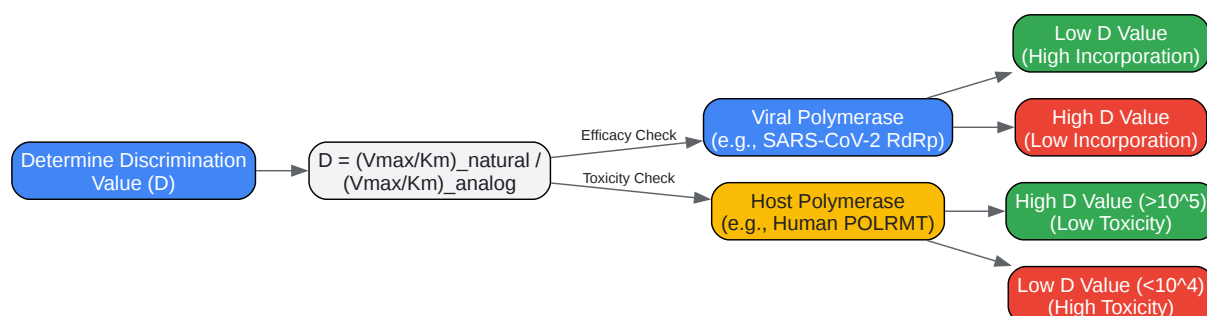 Determine Discrimination
Value (D)
D = (Vmax/Km)_natural /
(Vmax/Km)_analog
Efficacy Check
Toxicity Check
Viral Polymerase
(e.g., SARS-CoV-2 RdRp)
Host Polymerase
(e.g., Human POLRMT)
Low D Value
(High Incorporation)
High D Value
(Low Incorporation)
High D Value (>10^5)
(Low Toxicity)
Low D Value (<10^4)
(High Toxicity)